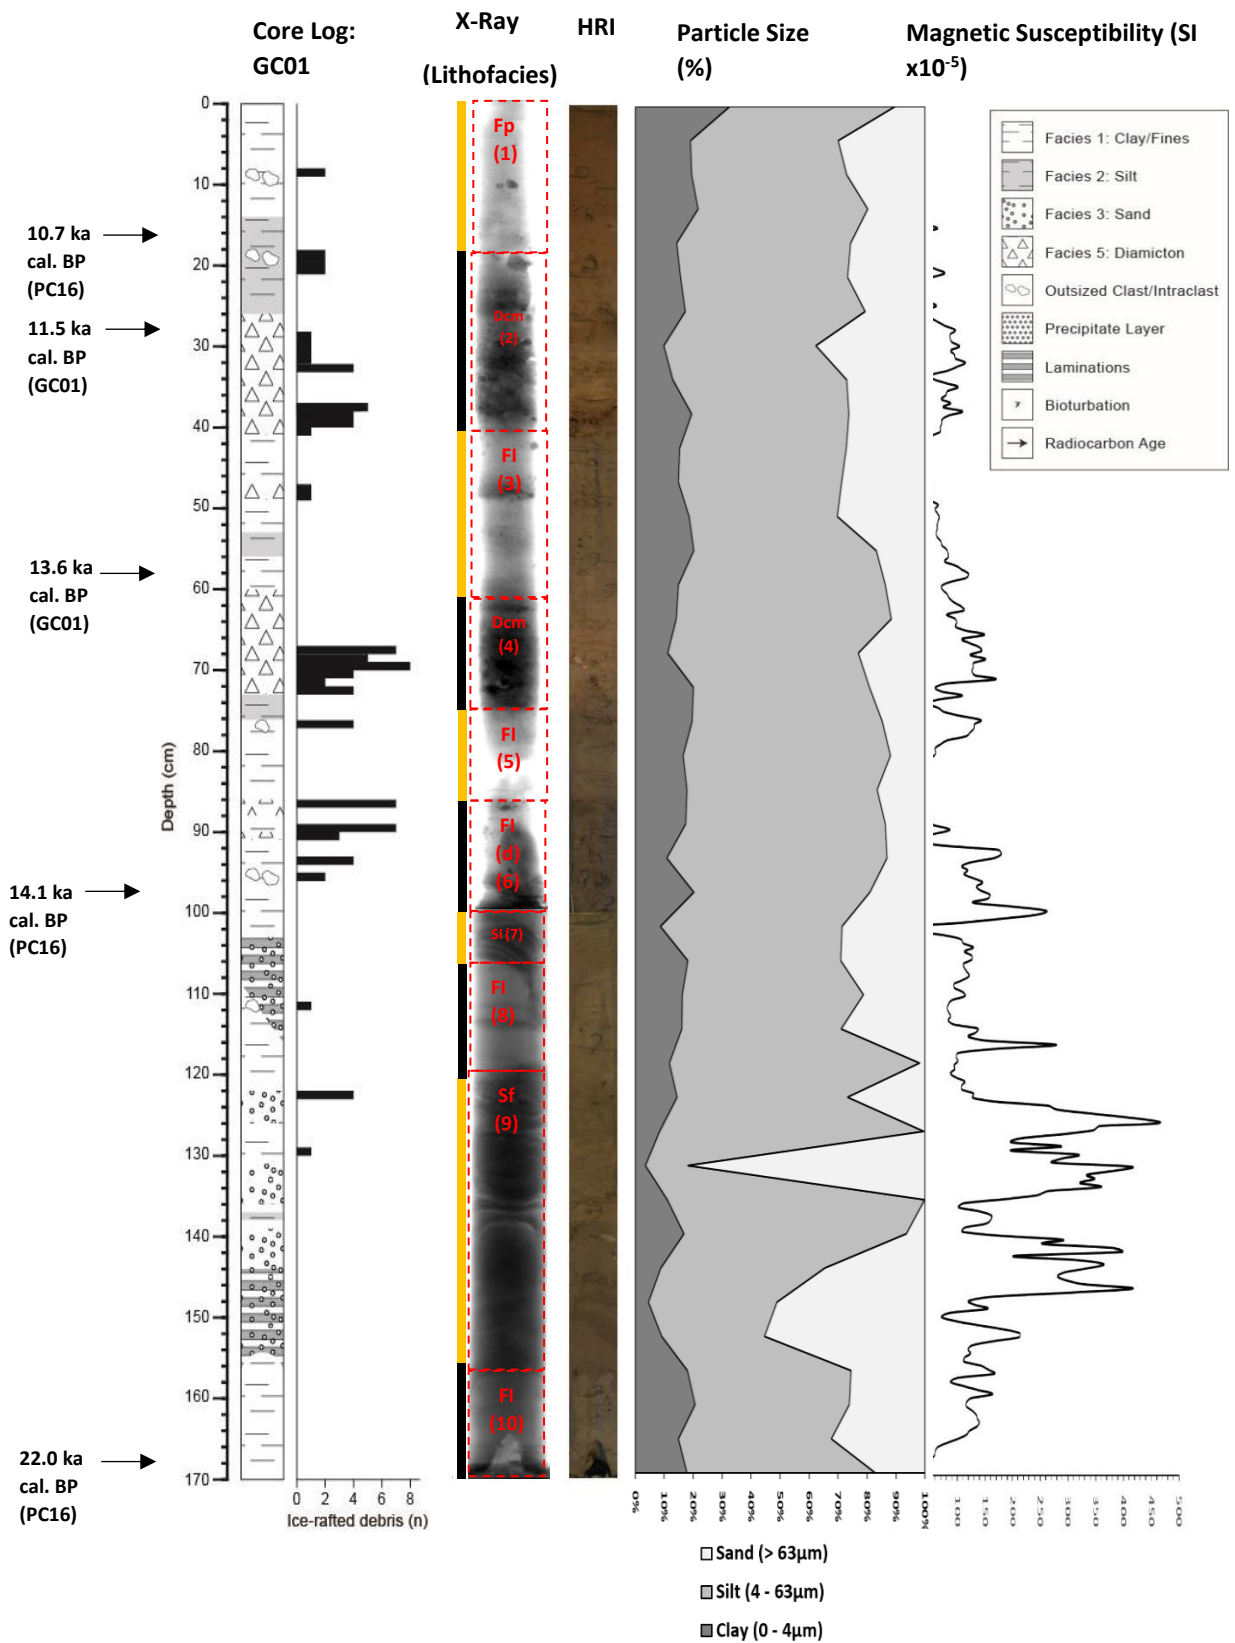 Core Log:
GC01
X-Ray
(Lithofacies)
HRI
Particle Size
(%)
Magnetic Susceptibility (SI
x10-5)
10.7 ka
cal. BP
(PC16)
11.5 ka
cal. BP
(GC01)
13.6 ka
cal. BP
(GC01)
14.1 ka
cal. BP
(PC16)
22.0 ka
cal. BP
(PC16)
Depth (cm)
0
10
20
30
40
50
60
70
80
90
100
110
120
130
140
150
160
170
0 2 4 6 8
Ice-rafted debris (n)
Fp
(1)
Dcm
(2)
Fl
(3)
Dcm
(4)
Fl
(5)
Fl
(d)
(6)
Sl (7)
Fl
(8)
Sf
(9)
Fl
(10)
0%
10%
20%
30%
40%
50%
60%
70%
80%
90%
100%
Sand (> 63µm)
Silt (4 - 63µm)
Clay (0 - 4µm)
100
150
250
300
400
500
Facies 1: Clay/Fines
Facies 2: Silt
Facies 3: Sand
Facies 5: Diamicton
Outsized Clast/Intraclast
Precipitate Layer
Laminations
Bioturbation
Radiocarbon Age